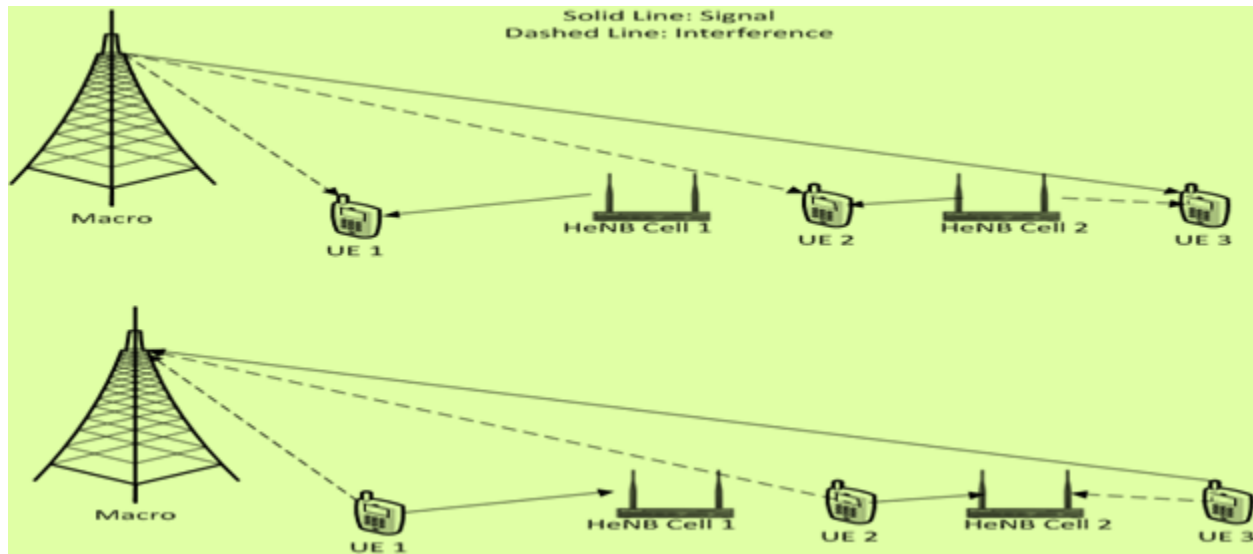 Solid Line: Signal
Dashed Line: Interference
Macro
UE 1
HeNB Cell 1
UE 2
HeNB Cell 2
UE 3
Macro
UE 1
HeNB Cell 1
UE 2
HeNB Cell 2
UE 3